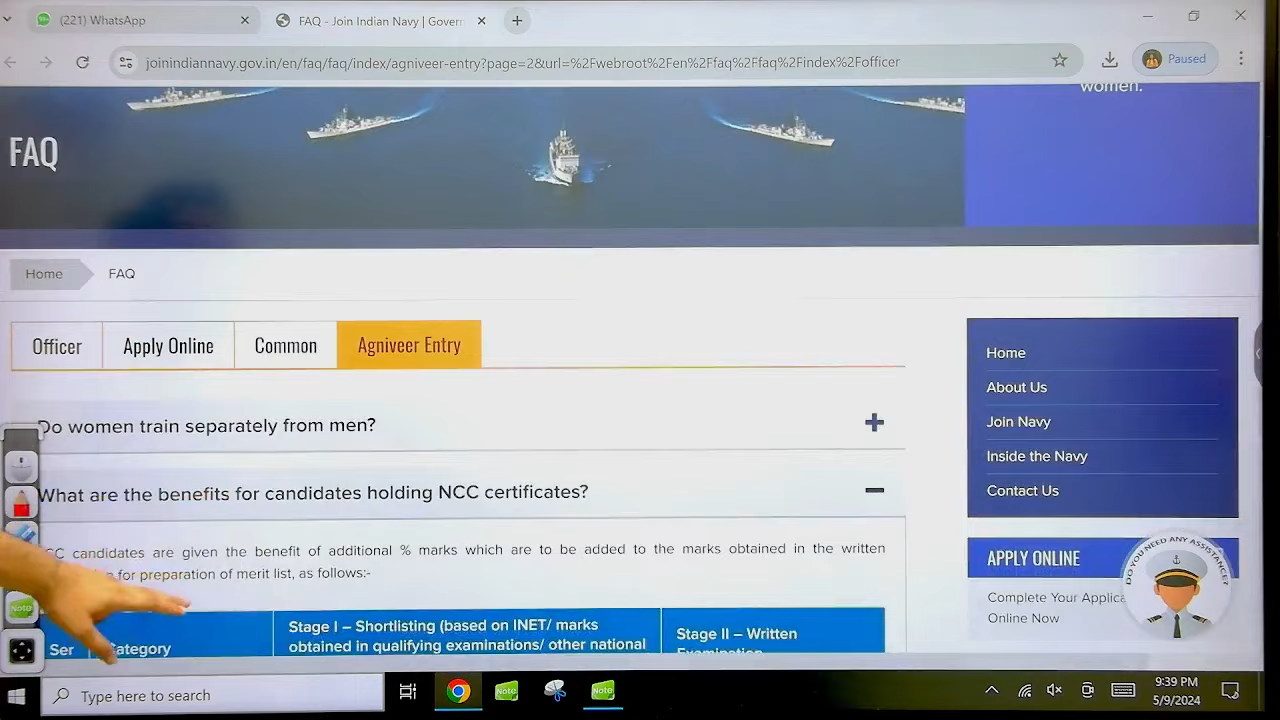 (221) WhatsApp
FAQ - Join Indian Navy | Gover
joinindiannavy.gov.in/en/faq/faq/index/agniveer-entry?page=2&url=%2Fwebroot%2Fen%2Ffaq%2Ffaq%2Findex%2Fofficer
Paused
women.
FAQ
Home
FAQ
Officer
Apply Online
Common
Agniveer Entry
Do women train separately from men?
What are the benefits for candidates holding NCC certificates?
candidates are given the benefit of additional % marks which are to be added to the marks obtained in the written
for preparation of merit list, as follows:-
Ser
Category
Stage I – Shortlisting (based on INET/ marks
obtained in qualifying examinations/ other national
Stage II – Written
Examination
Home
About Us
Join Navy
Inside the Navy
Contact Us
APPLY ONLINE
Complete Your Applica
Online Now
DO YOU NEED ANY ASSISTANCE?
Note
Type here to search
Note
Note
9:39 PM
5/9/2024